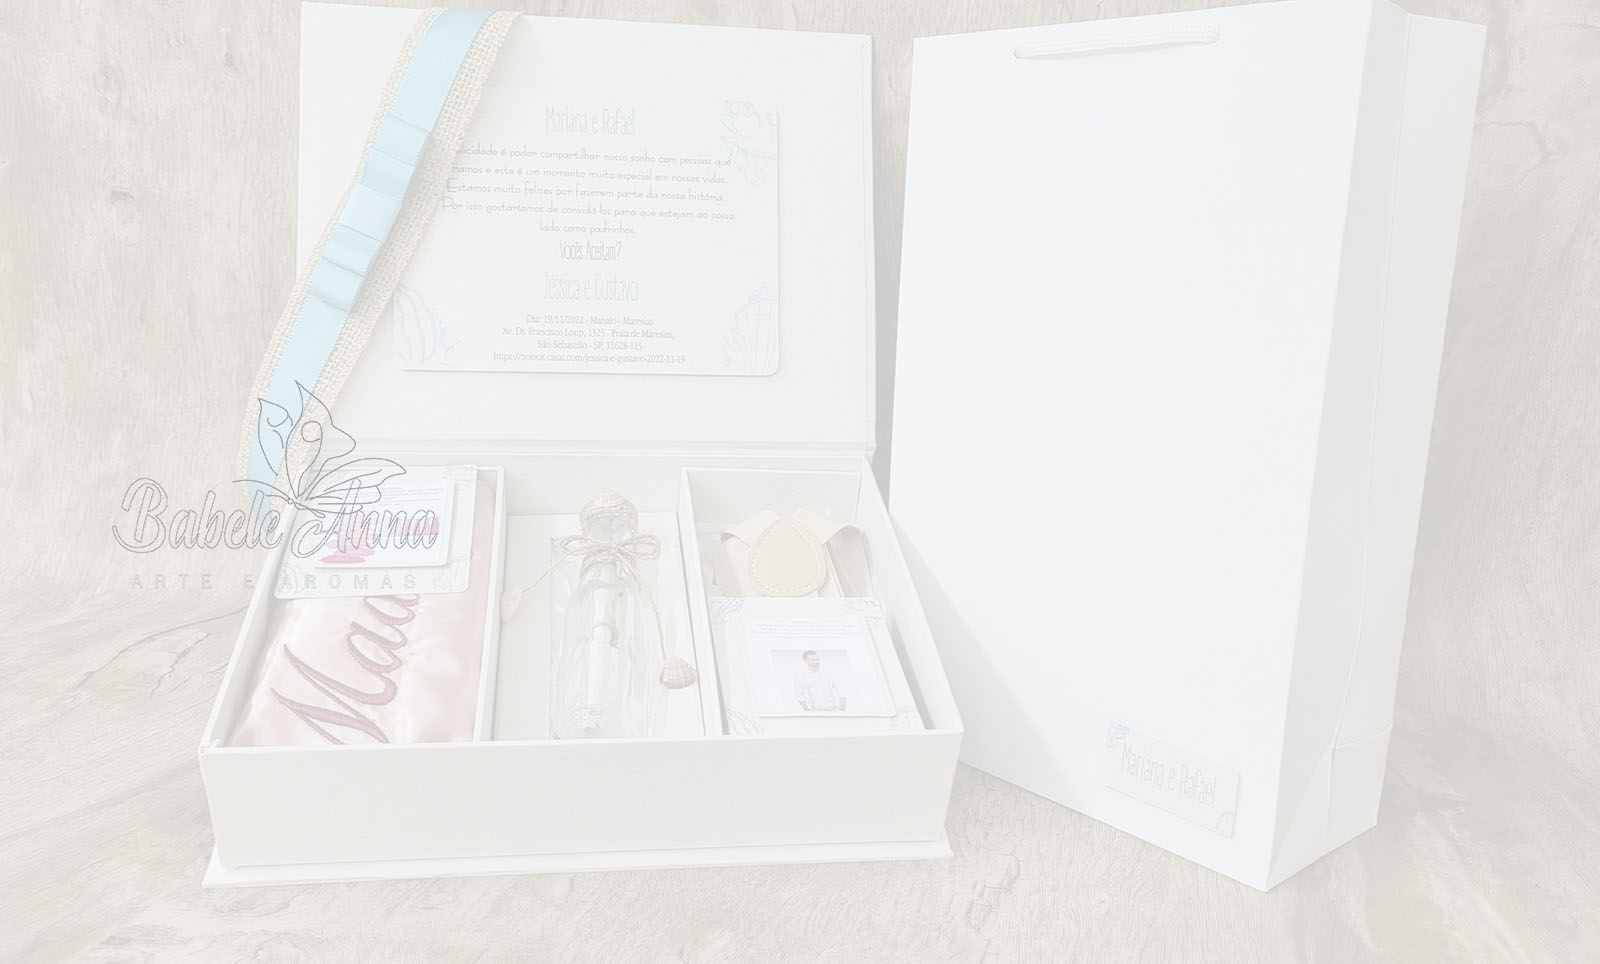 Mariana e Rafael
licidade é poder compartilhar nosso sonho com pessoas que
mamos e este é um momento muito especial em nossas vidas.
Estamos muito felizes por fazerem parte da nossa história.
Por isso gostaríamos de convidá-los para que estejam ao nosso
lado como padrinhos.
Vocês Aceitam?
Jéssica e Gustavo
Dia: 19/11/2022 - Mahalo - Maresias
Av. Dr. Francisco Loup, 1325 - Praia de Maresias,
São Sebastião - SP, 11628-115
https://noivos.casar.com/jessica-e-gustavo-2022-11-19
Babele Anna
ARTE E AROMAS
Mad
Mariana e Rafael